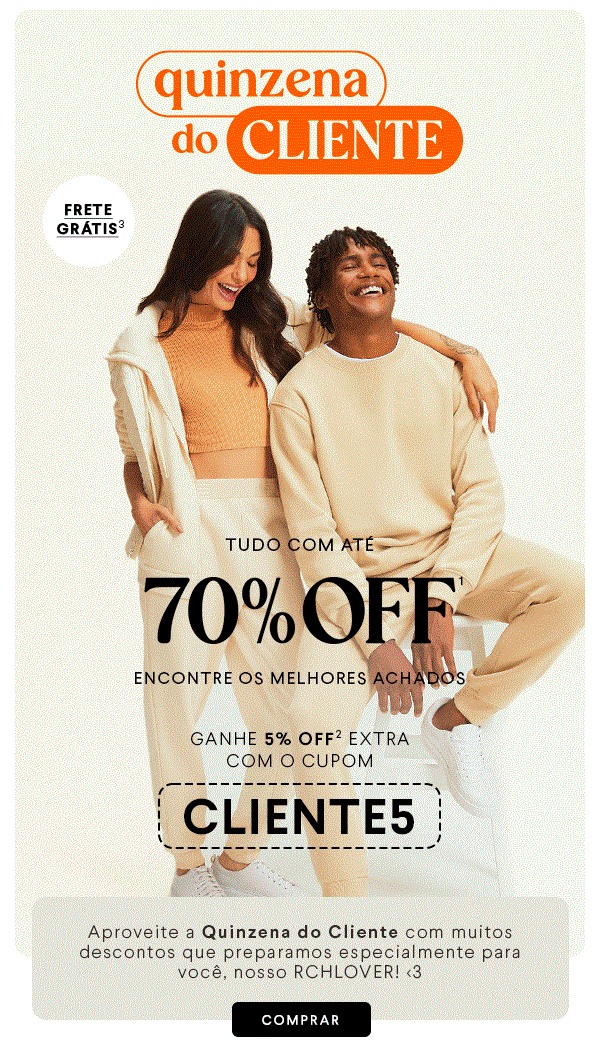 quinzena
do CLIENTE
FRETE
GRÁTIS³
TUDO COM ATÉ
70%OFF¹
ENCONTRE OS MELHORES ACHADOS
GANHE 5% OFF² EXTRA
COM O CUPOM
CLIENTE5
Aproveite a Quinzena do Cliente com muitos
descontos que preparamos especialmente para
você, nosso RCHLOVER! <3
COMPRAR